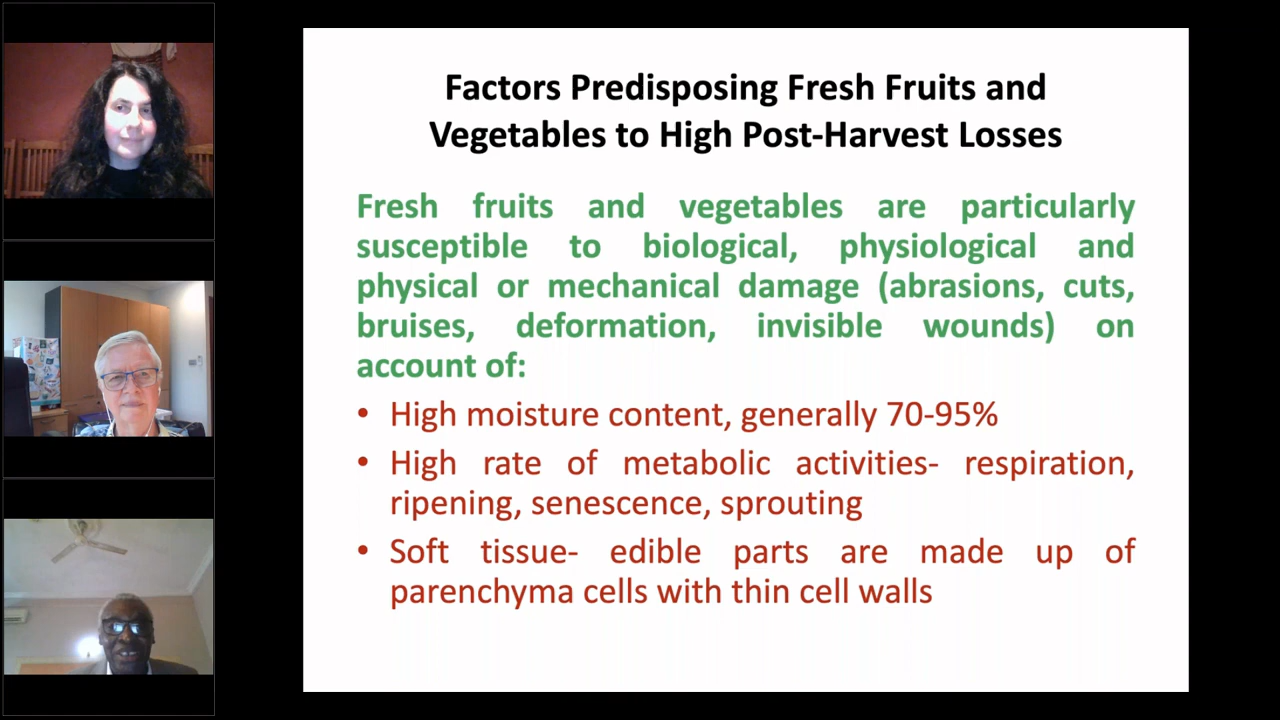 Factors Predisposing Fresh Fruits and
Vegetables to High Post-Harvest Losses
Fresh fruits and vegetables are particularly
susceptible to biological, physiological and
physical or mechanical damage (abrasions, cuts,
bruises, deformation, invisible wounds) on
account of:
• High moisture content, generally 70-95%
• High rate of metabolic activities- respiration,
ripening, senescence, sprouting
• Soft tissue- edible parts are made up of
parenchyma cells with thin cell walls